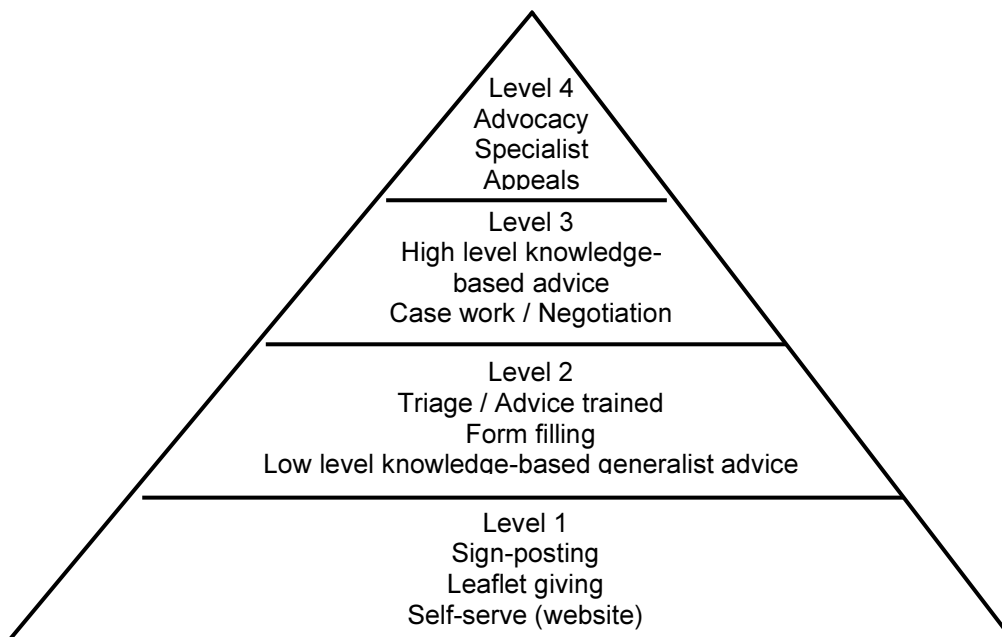 Level 4
Advocacy
Specialist
Appeals
Level 3
High level knowledge-
based advice
Case work / Negotiation
Level 2
Triage / Advice trained
Form filling
Low level knowledge-based generalist advice
Level 1
Sign-posting
Leaflet giving
Self-serve (website)